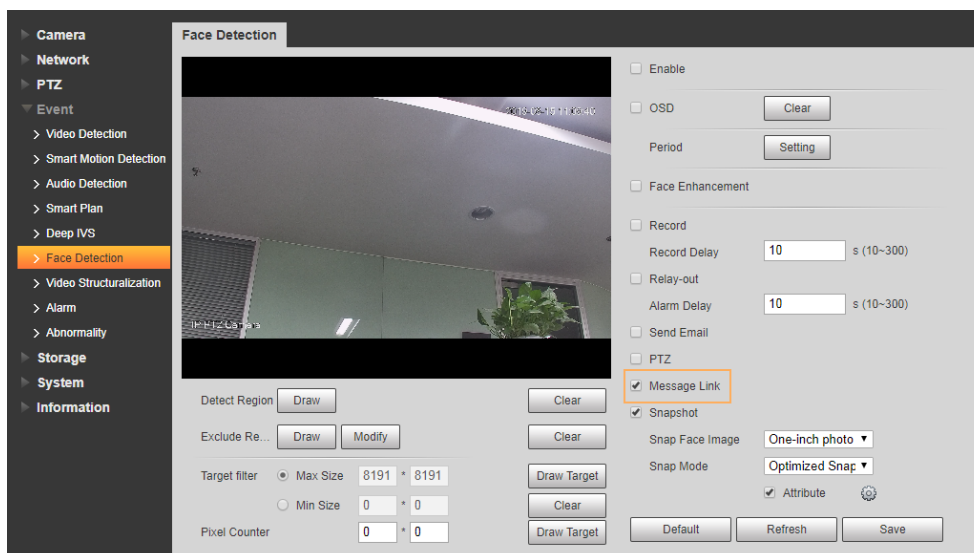 Camera
Network
PTZ
Event
Video Detection
Smart Motion Detection
Audio Detection
Smart Plan
Deep IVS
Face Detection
Video Structuralization
Alarm
Abnormality
Storage
System
Information
Face Detection
IP PTZ Camera
Detect Region Draw Clear
Exclude Re... Draw Modify Clear
Target filter Max Size 8191 * 8191 Draw Target
Min Size 0 * 0 Clear
Pixel Counter 0 * 0 Draw Target
Enable
OSD Clear
Period Setting
Face Enhancement
Record
Record Delay 10 s (10~300)
Relay-out
Alarm Delay 10 s (10~300)
Send Email
PTZ
Message Link
Snapshot
Snap Face Image One-inch photo
Snap Mode Optimized Snap
Attribute
Default Refresh Save